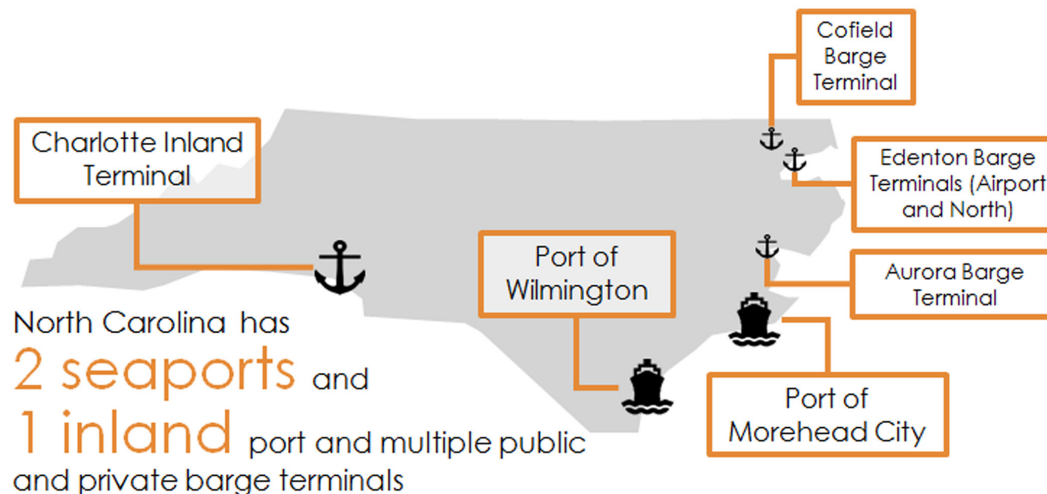 Cofield
Barge
Terminal
Charlotte Inland
Terminal
Edenton Barge
Terminals (Airport
and North)
Port of
Wilmington
Aurora Barge
Terminal
North Carolina has
2 seaports and
1 inland port and multiple public
and private barge terminals
Port of
Morehead City